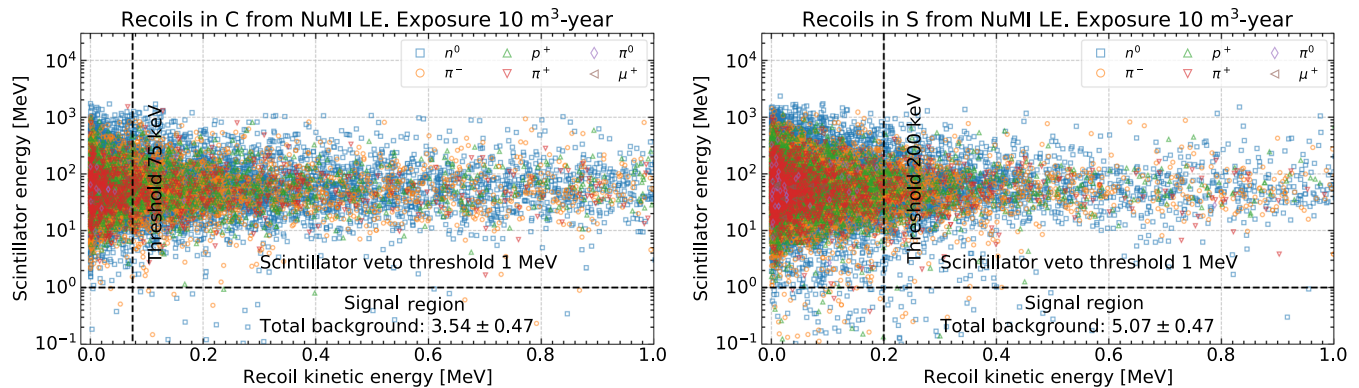 Recoils in C from NuMI LE. Exposure 10 m³-year
Scintillator energy [MeV]
10⁴
10³
10²
10¹
10⁰
10⁻¹
n⁰ p⁺ π⁰
π⁻ π⁺ μ⁺
Threshold 75 keV
Scintillator veto threshold 1 MeV
Signal region
Total background: 3.54 ± 0.47
0.0 0.2 0.4 0.6 0.8 1.0
Recoil kinetic energy [MeV]
Recoils in S from NuMI LE. Exposure 10 m³-year
Scintillator energy [MeV]
10⁴
10³
10²
10¹
10⁰
10⁻¹
n⁰ p⁺ π⁰
π⁻ π⁺ μ⁺
Threshold 200 keV
Scintillator veto threshold 1 MeV
Signal region
Total background: 5.07 ± 0.47
0.0 0.2 0.4 0.6 0.8 1.0
Recoil kinetic energy [MeV]